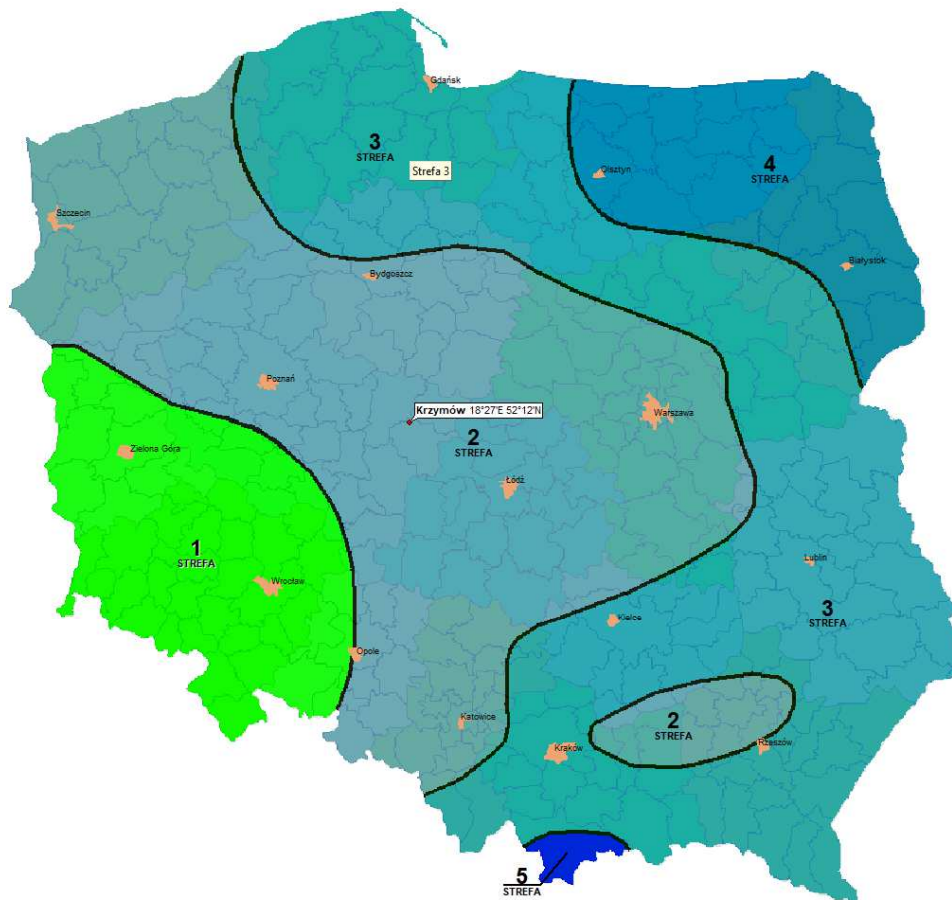 Gdańsk
3
STREFA
Strefa 3
4
STREFA
Olsztyn
Szczecin
Białystok
Bydgoszcz
Poznań
Krzymów 18°27'E 52°12'N
Warszawa
2
STREFA
Zielona Góra
Łódź
1
STREFA
Wrocław
Lublin
3
STREFA
Kielce
Opole
Katowice
2
STREFA
Kraków
Rzeszów
5
STREFA